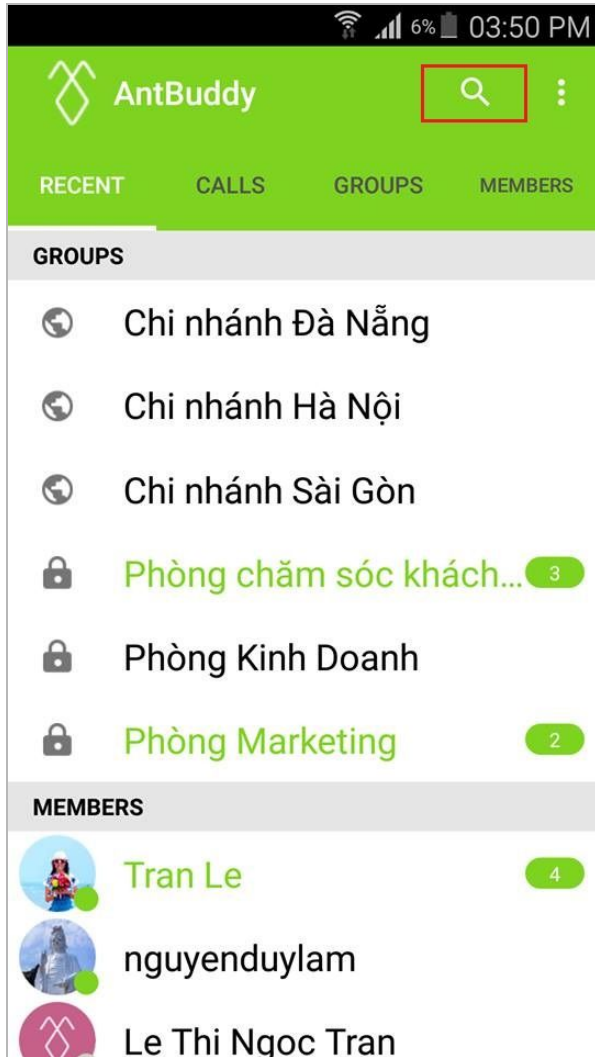 6% 03:50 PM
AntBuddy
RECENT CALLS GROUPS MEMBERS
GROUPS
Chi nhánh Đà Nẵng
Chi nhánh Hà Nội
Chi nhánh Sài Gòn
Phòng chăm sóc khách... 3
Phòng Kinh Doanh
Phòng Marketing 2
MEMBERS
Tran Le 4
nguyenduylam
Le Thi Ngoc Tran